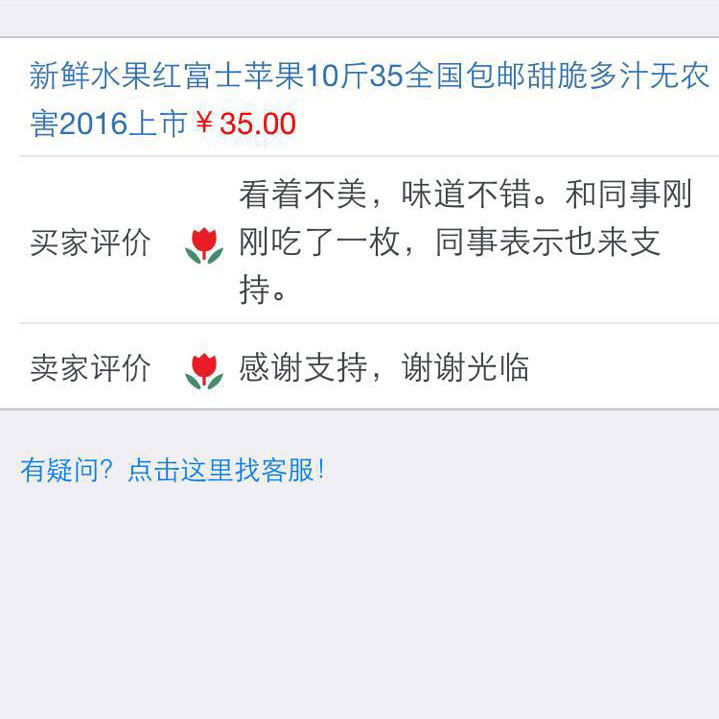 新鲜水果红富士苹果10斤35全国包邮甜脆多汁无农
害2016上市￥35.00
买家评价
看着不美，味道不错。和同事刚
刚吃了一枚，同事表示也来支
持。
卖家评价
感谢支持，谢谢光临
有疑问？点击这里找客服！